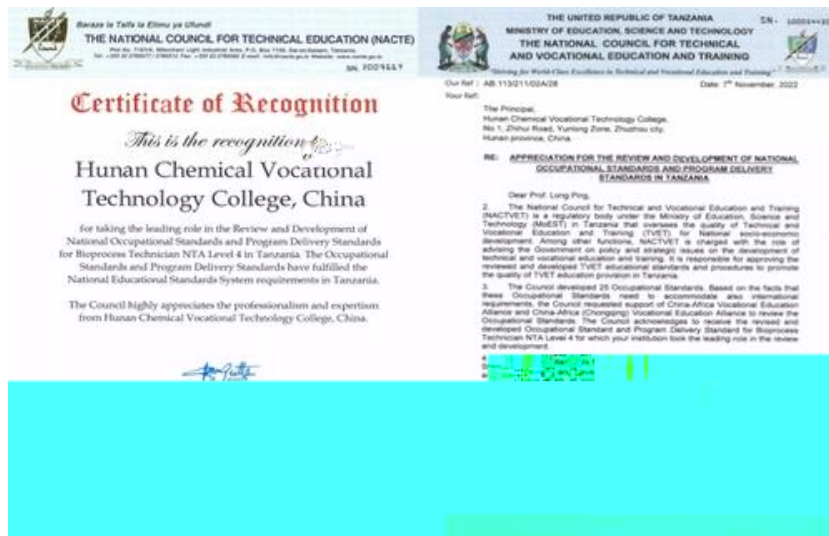 Baraza la Taifa la Elimu ya Ufundi
THE NATIONAL COUNCIL FOR TECHNICAL EDUCATION (NACTE)
Certificate of Recognition
This is the recognition to
Hunan Chemical Vocational
Technology College, China
for taking the leading role in the Review and Development of
National Occupational Standards and Program Delivery Standards
for Bioprocess Technician NTA Level 4 in Tanzania. The Occupational
Standards and Program Delivery Standards have fulfilled the
National Educational Standards System requirements in Tanzania.
The Council highly appreciates the professionalism and expertism
from Hunan Chemical Vocational Technology College, China.
THE UNITED REPUBLIC OF TANZANIA
MINISTRY OF EDUCATION, SCIENCE AND TECHNOLOGY
THE NATIONAL COUNCIL FOR TECHNICAL
AND VOCATIONAL EDUCATION AND TRAINING
"Striving for World-Class Excellence in Technical and Vocational Education and Training"
Our Ref : AB.113/211/02A/28
Date: 7th November, 2022
Your Ref:
The Principal,
Hunan Chemical Vocational Technology College,
No 1, Zhihui Road, Yunlong Zone, Zhuzhou city,
Hunan province, China.
RE: APPRECIATION FOR THE REVIEW AND DEVELOPMENT OF NATIONAL
OCCUPATIONAL STANDARDS AND PROGRAM DELIVERY
STANDARDS IN TANZANIA
Dear Prof. Long Ping,
2. The National Council for Technical and Vocational Education and Training
(NACTVET) is a regulatory body under the Ministry of Education, Science and
Technology (MoEST) in Tanzania that oversees the quality of Technical and
Vocational Education and Training (TVET) for National socio-economic
development. Among other functions, NACTVET is charged with the role of
advising the Government on policy and strategic issues on the development of
technical and vocational education and training. It is responsible for approving the
reviewed and developed TVET educational standards and procedures to promote
the quality of TVET education provision in Tanzania.
3. The Council developed 25 Occupational Standards. Based on the facts that
these Occupational Standards need to accommodate also international
requirements, the Council requested support of China-Africa Vocational Education
Alliance and China-Africa (Chongqing) Vocational Education Alliance to review the
Occupational Standards. The Council acknowledges to receive the revised and
developed Occupational Standard and Program Delivery Standard for Bioprocess
Technician NTA Level 4 for which your institution took the leading role in the review
and development.